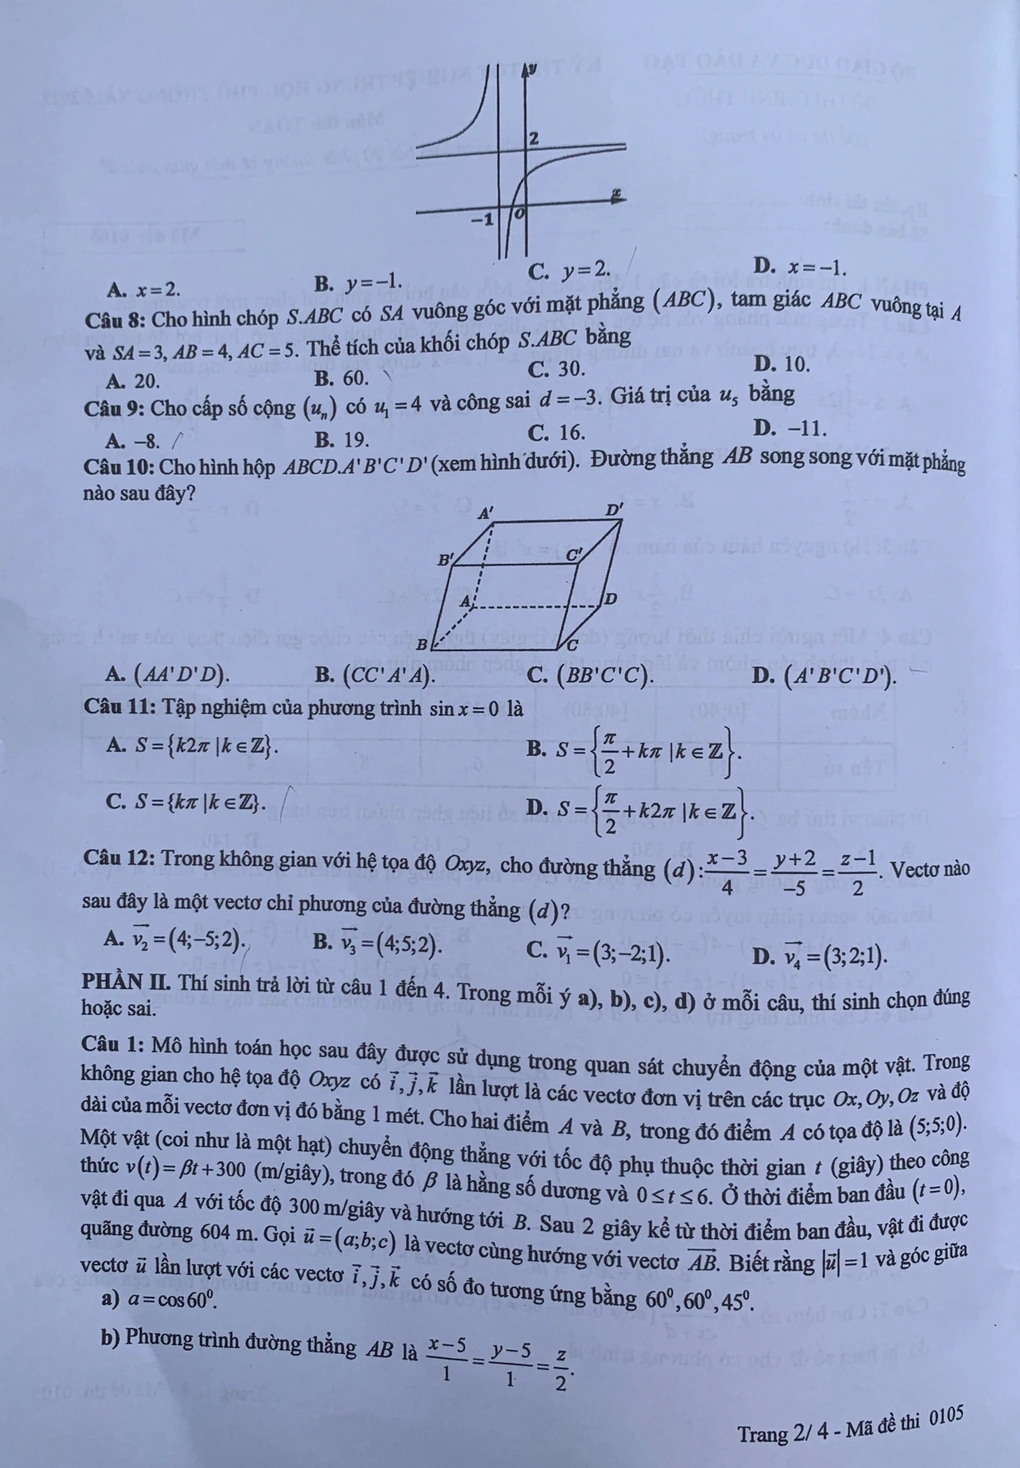 y
2
x
-1
O
A. x = 2.
B. y = −1.
C. y = 2.
D. x = −1.
Câu 8: Cho hình chóp S.ABC có SA vuông góc với mặt phẳng (ABC), tam giác ABC vuông tại A
và SA = 3, AB = 4, AC = 5. Thể tích của khối chóp S.ABC bằng
A. 20.
B. 60.
C. 30.
D. 10.
Câu 9: Cho cấp số cộng (uₙ) có u₁ = 4 và công sai d = −3. Giá trị của u₅ bằng
A. −8.
B. 19.
C. 16.
D. −11.
Câu 10: Cho hình hộp ABCD.A'B'C'D' (xem hình dưới). Đường thẳng AB song song với mặt phẳng
nào sau đây?
A' D'
B' C'
A D
B C
A. (AA'D'D).
B. (CC'A'A).
C. (BB'C'C).
D. (A'B'C'D').
Câu 11: Tập nghiệm của phương trình sin x = 0 là
A. S = {k2π | k ∈ ℤ}.
B. S = {π/2 + kπ | k ∈ ℤ}.
C. S = {kπ | k ∈ ℤ}.
D. S = {π/2 + k2π | k ∈ ℤ}.
Câu 12: Trong không gian với hệ tọa độ Oxyz, cho đường thẳng (d): (x−3)/4 = (y+2)/−5 = (z−1)/2. Vectơ nào
sau đây là một vectơ chỉ phương của đường thẳng (d)?
A. v₂⃗ = (4;−5;2).
B. v₃⃗ = (4;5;2).
C. v₁⃗ = (3;−2;1).
D. v₄⃗ = (3;2;1).
PHẦN II. Thí sinh trả lời từ câu 1 đến 4. Trong mỗi ý a), b), c), d) ở mỗi câu, thí sinh chọn đúng
hoặc sai.
Câu 1: Mô hình toán học sau đây được sử dụng trong quan sát chuyển động của một vật. Trong
không gian cho hệ tọa độ Oxyz có i⃗, j⃗, k⃗ lần lượt là các vectơ đơn vị trên các trục Ox, Oy, Oz và độ
dài của mỗi vectơ đơn vị đó bằng 1 mét. Cho hai điểm A và B, trong đó điểm A có tọa độ là (5;5;0).
Một vật (coi như là một hạt) chuyển động thẳng với tốc độ phụ thuộc thời gian t (giây) theo công
thức v(t) = βt + 300 (m/giây), trong đó β là hằng số dương và 0 ≤ t ≤ 6. Ở thời điểm ban đầu (t = 0),
vật đi qua A với tốc độ 300 m/giây và hướng tới B. Sau 2 giây kể từ thời điểm ban đầu, vật đi được
quãng đường 604 m. Gọi u⃗ = (a;b;c) là vectơ cùng hướng với vectơ AB⃗. Biết rằng |u⃗| = 1 và góc giữa
vectơ u⃗ lần lượt với các vectơ i⃗, j⃗, k⃗ có số đo tương ứng bằng 60⁰, 60⁰, 45⁰.
a) a = cos60⁰.
b) Phương trình đường thẳng AB là (x−5)/1 = (y−5)/1 = z/2.
Trang 2/ 4 - Mã đề thi 0105